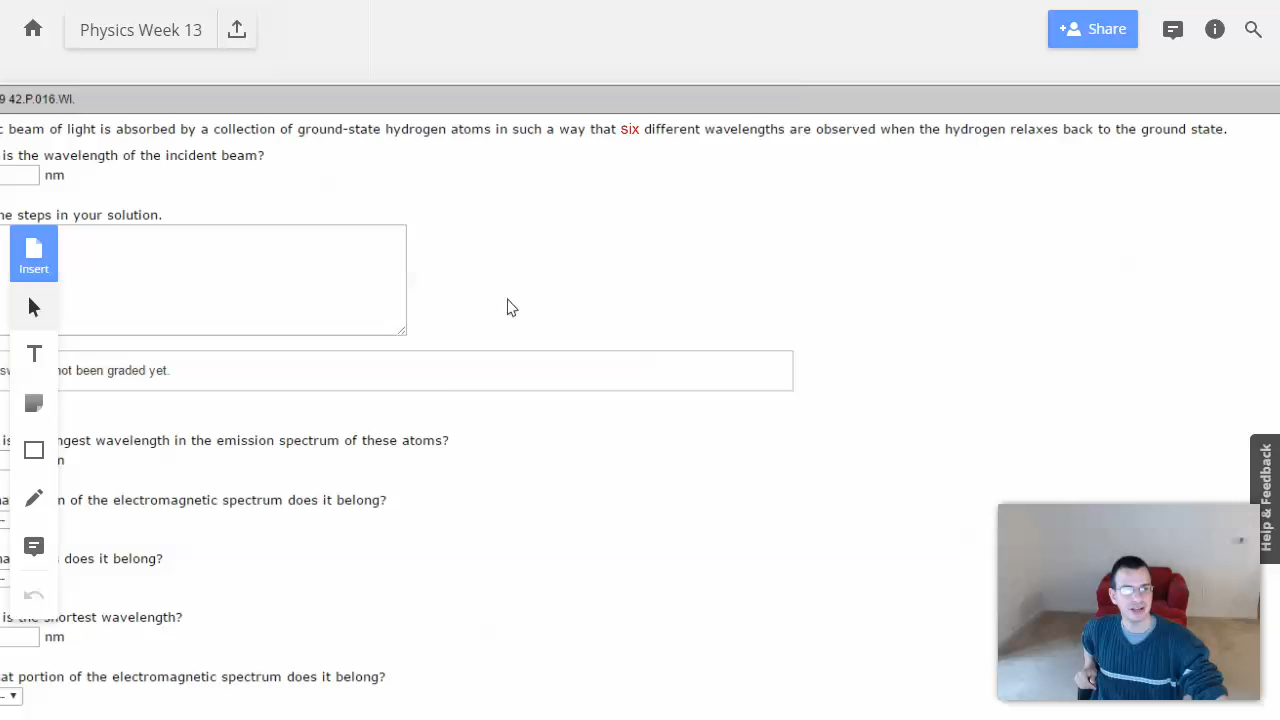 Physics Week 13
Share
9 42.P.016.WI.
c beam of light is absorbed by a collection of ground-state hydrogen atoms in such a way that six different wavelengths are observed when the hydrogen relaxes back to the ground state.
is the wavelength of the incident beam?
nm
ne steps in your solution.
Insert
T
not been graded yet.
ngest wavelength in the emission spectrum of these atoms?
m
of the electromagnetic spectrum does it belong?
does it belong?
is the shortest wavelength?
nm
at portion of the electromagnetic spectrum does it belong?
Help & Feedback